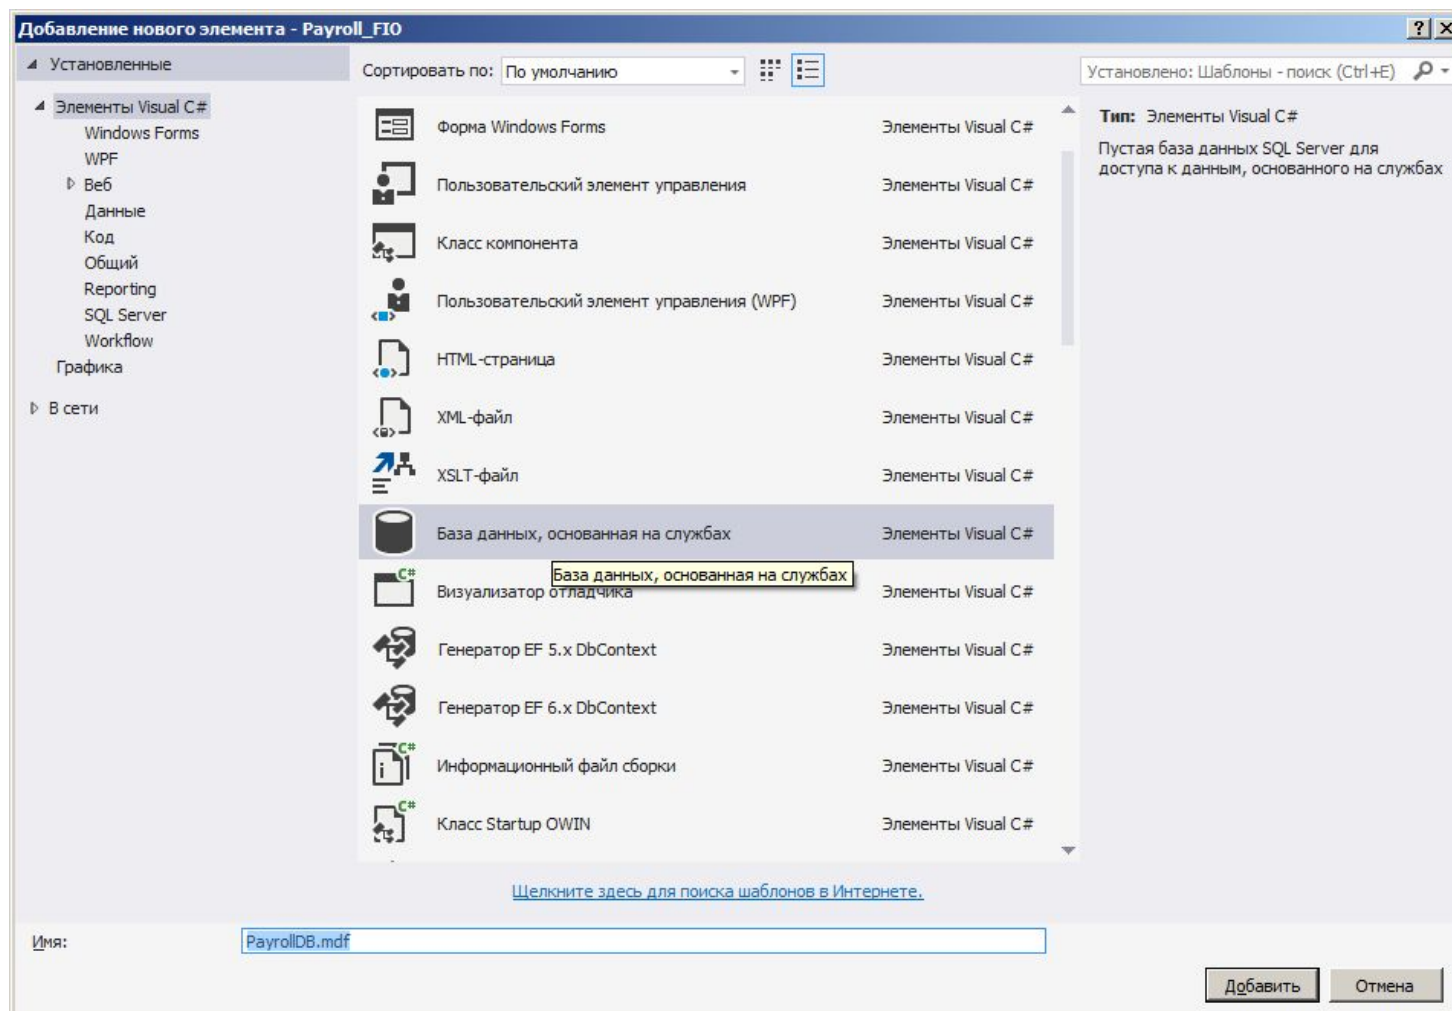 Добавление нового элемента - Payroll_FIO
Установленные
Сортировать по: По умолчанию
Установлено: Шаблоны - поиск (Ctrl+E)
Элементы Visual C#
Windows Forms
WPF
Веб
Данные
Код
Общий
Reporting
SQL Server
Workflow
Графика
В сети
Форма Windows Forms Элементы Visual C#
Пользовательский элемент управления Элементы Visual C#
Класс компонента Элементы Visual C#
Пользовательский элемент управления (WPF) Элементы Visual C#
HTML-страница Элементы Visual C#
XML-файл Элементы Visual C#
XSLT-файл Элементы Visual C#
База данных, основанная на службах Элементы Visual C#
База данных, основанная на службах
Визуализатор отладчика Элементы Visual C#
Генератор EF 5.x DbContext Элементы Visual C#
Генератор EF 6.x DbContext Элементы Visual C#
Информационный файл сборки Элементы Visual C#
Класс Startup OWIN Элементы Visual C#
Щелкните здесь для поиска шаблонов в Интернете.
Тип: Элементы Visual C#
Пустая база данных SQL Server для
доступа к данным, основанного на службах
Имя: PayrollDB.mdf
Добавить Отмена